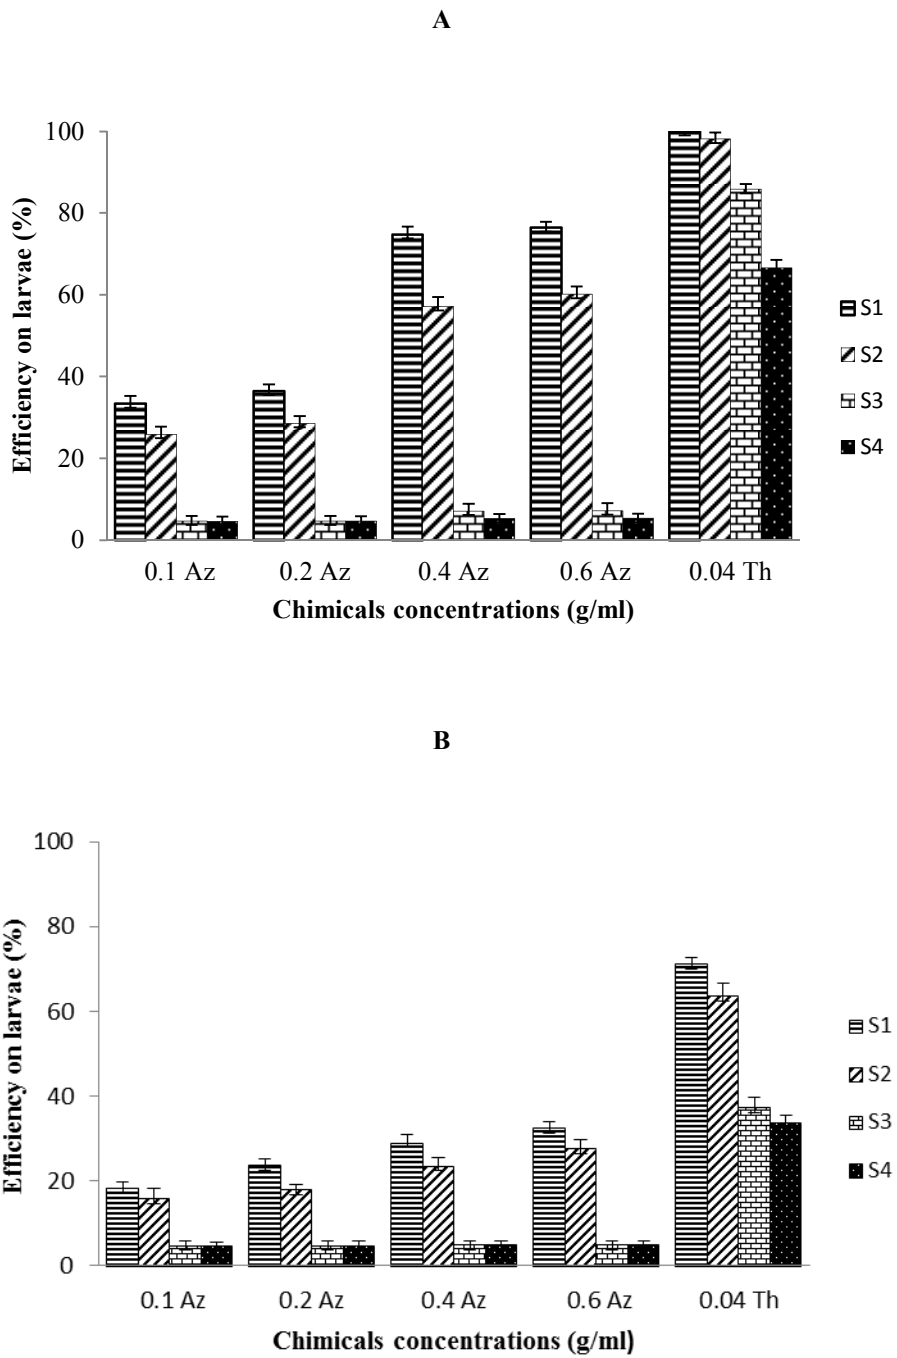 A
100
80
60
40
20
0
Efficiency on larvae (%)
0.1 Az 0.2 Az 0.4 Az 0.6 Az 0.04 Th
Chimicals concentrations (g/ml)
S1
S2
S3
S4
B
100
80
60
40
20
0
Efficiency on larvae (%)
0.1 Az 0.2 Az 0.4 Az 0.6 Az 0.04 Th
Chimicals concentrations (g/ml)
S1
S2
S3
S4